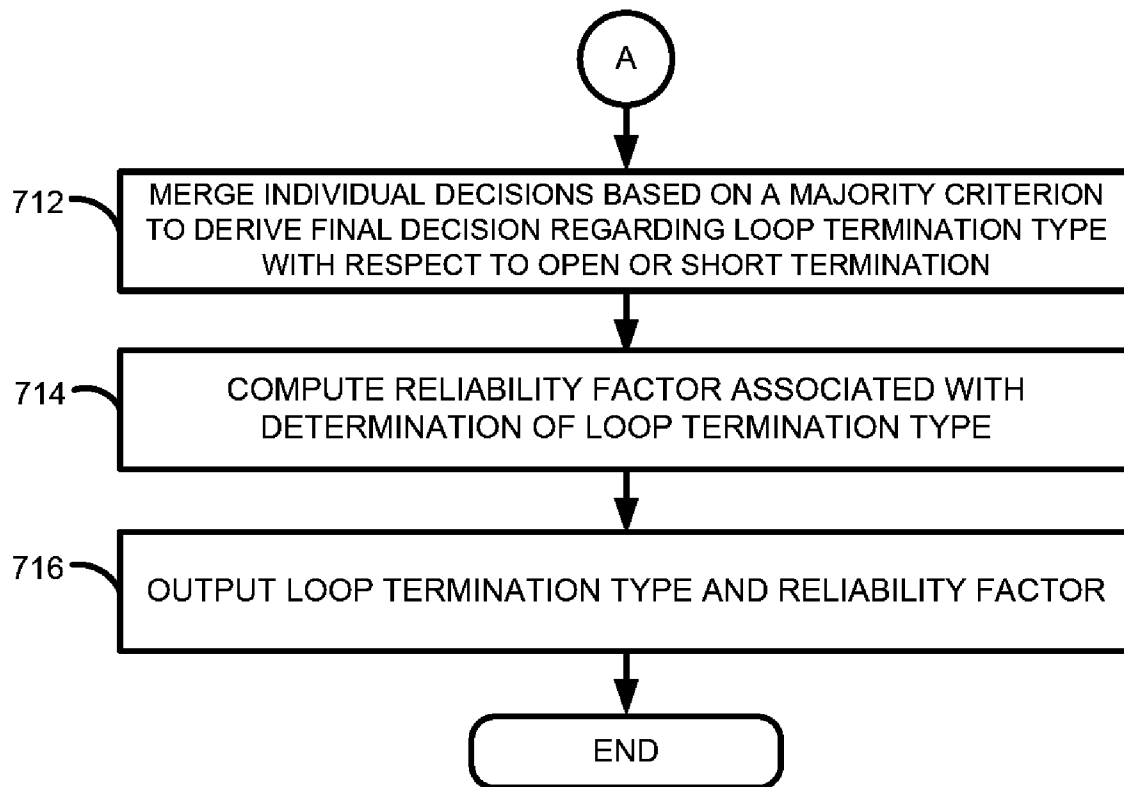 A
712
MERGE INDIVIDUAL DECISIONS BASED ON A MAJORITY CRITERION
TO DERIVE FINAL DECISION REGARDING LOOP TERMINATION TYPE
WITH RESPECT TO OPEN OR SHORT TERMINATION
714
COMPUTE RELIABILITY FACTOR ASSOCIATED WITH
DETERMINATION OF LOOP TERMINATION TYPE
716
OUTPUT LOOP TERMINATION TYPE AND RELIABILITY FACTOR
END